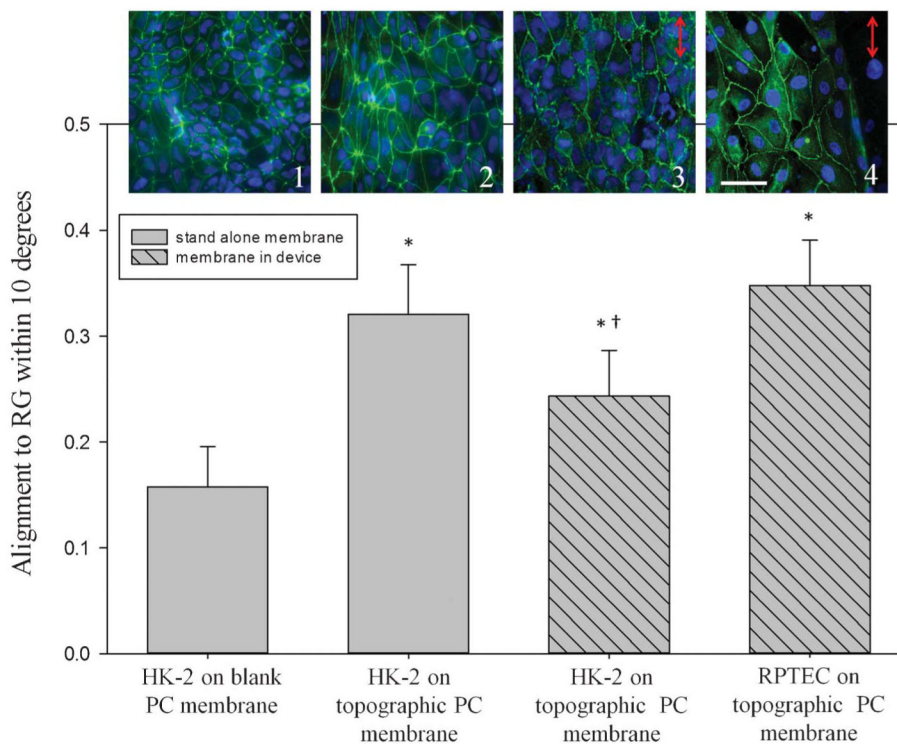 1 2 3 4
0.5
0.4
0.3
0.2
0.1
0.0
Alignment to RG within 10 degrees
stand alone membrane
membrane in device
*
* †
*
HK-2 on blank
PC membrane
HK-2 on
topographic PC
membrane
HK-2 on
topographic PC
membrane
RPTEC on
topographic PC
membrane